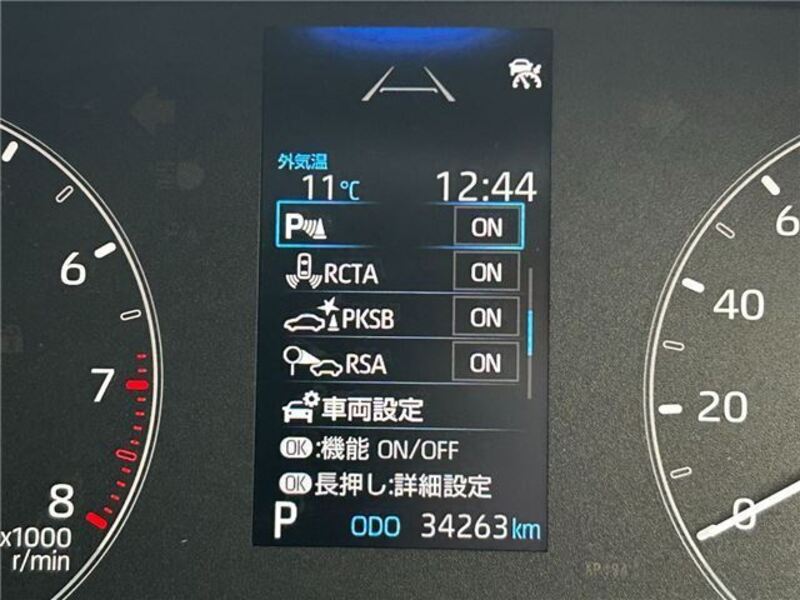 外気温
11℃ 12:44
P ON
RCTA ON
PKSB ON
RSA ON
車両設定
OK:機能 ON/OFF
OK長押し:詳細設定
P ODO 34263km
6
7
8
x1000
r/min
6
40
20
0